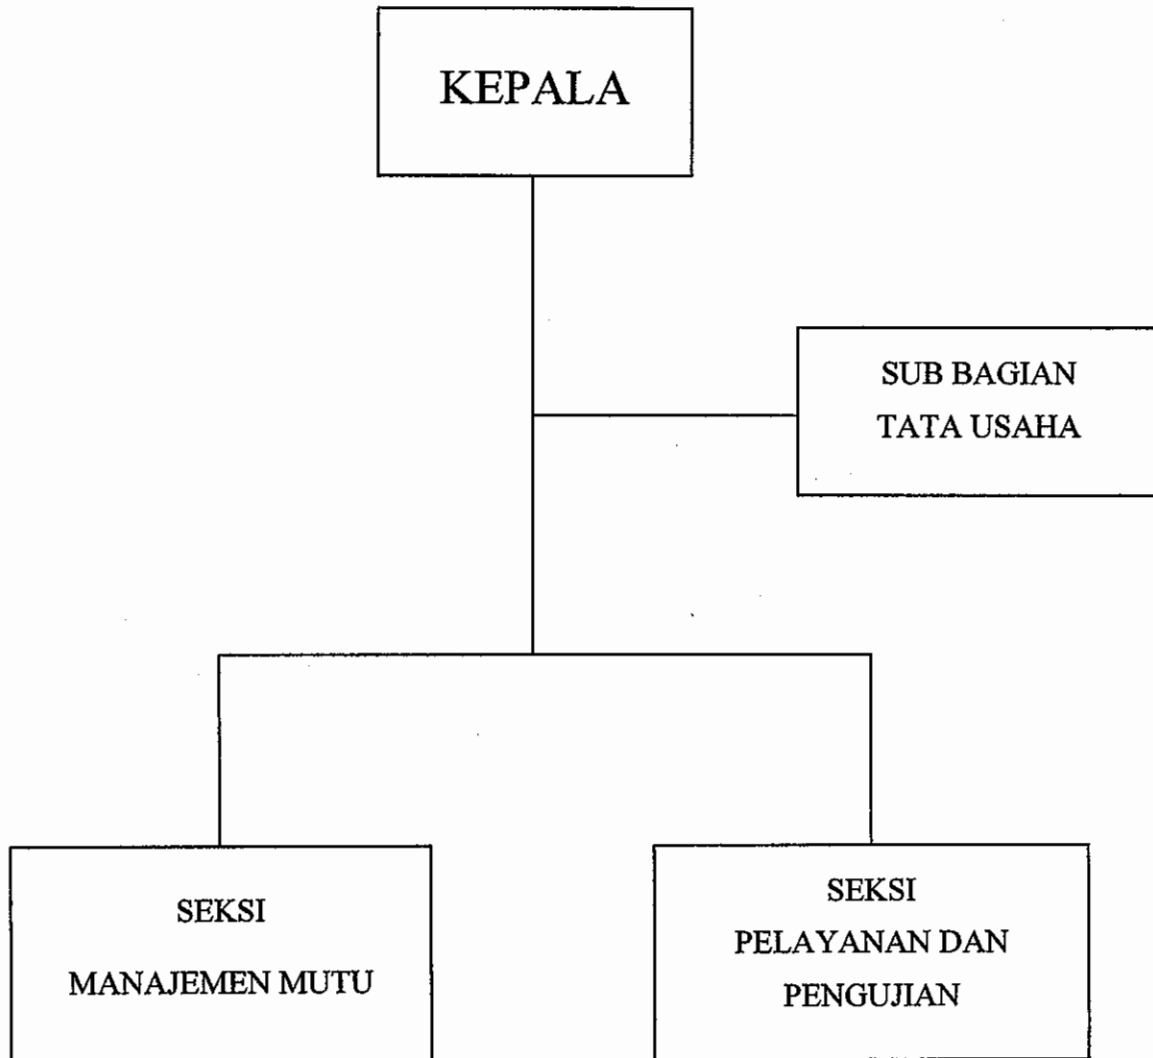 KEPALA
SUB BAGIAN
TATA USAHA
SEKSI
MANAJEMEN MUTU
SEKSI
PELAYANAN DAN
PENGUJIAN